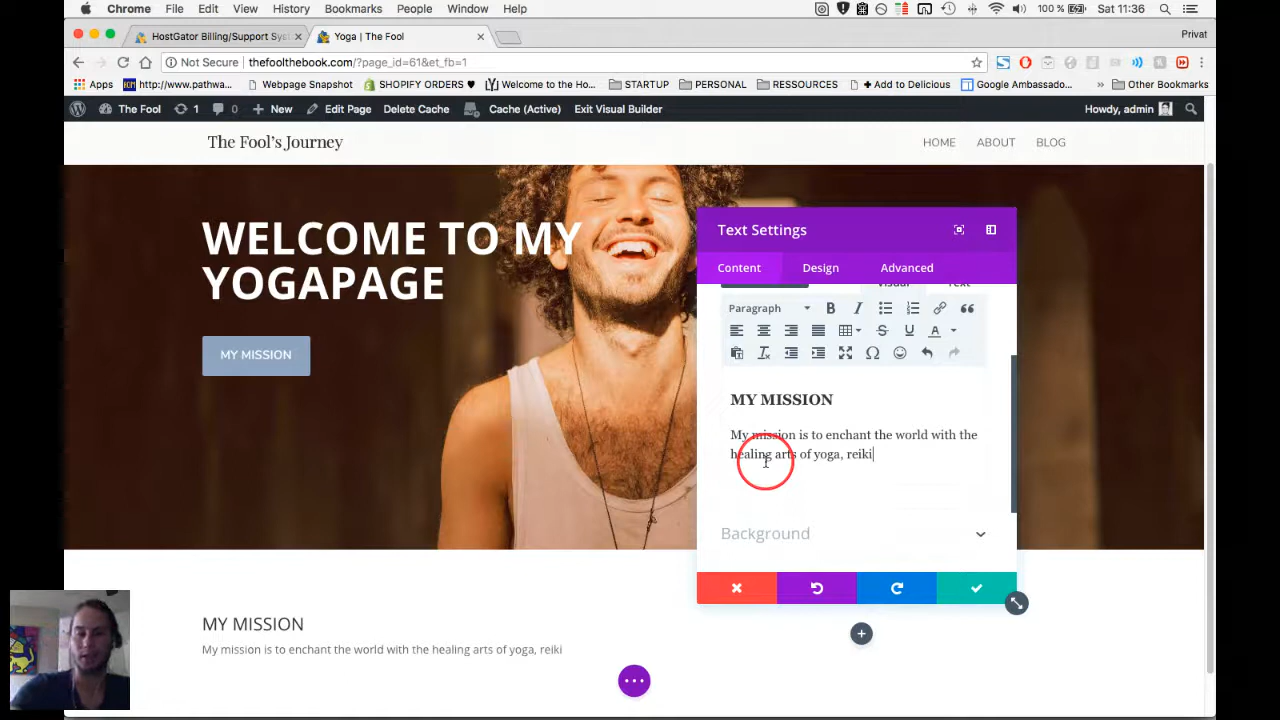 Chrome File Edit View History Bookmarks People Window Help 100 % Sat 11:36
HostGator Billing/Support Sys Yoga | The Fool Privat
Not Secure thefoolthebook.com/?page_id=61&et_fb=1
Apps http://www.pathwa... Webpage Snapshot SHOPIFY ORDERS Welcome to the Ho... STARTUP PERSONAL RESSOURCES Add to Delicious Google Ambassado... » Other Bookmarks
The Fool 1 0 New Edit Page Delete Cache Cache (Active) Exit Visual Builder Howdy, admin
The Fool's Journey HOME ABOUT BLOG
WELCOME TO MY
YOGAPAGE
MY MISSION
Text Settings
Content Design Advanced
Visual Text
Paragraph
MY MISSION
My mission is to enchant the world with the
healing arts of yoga, reiki
Background
MY MISSION
My mission is to enchant the world with the healing arts of yoga, reiki